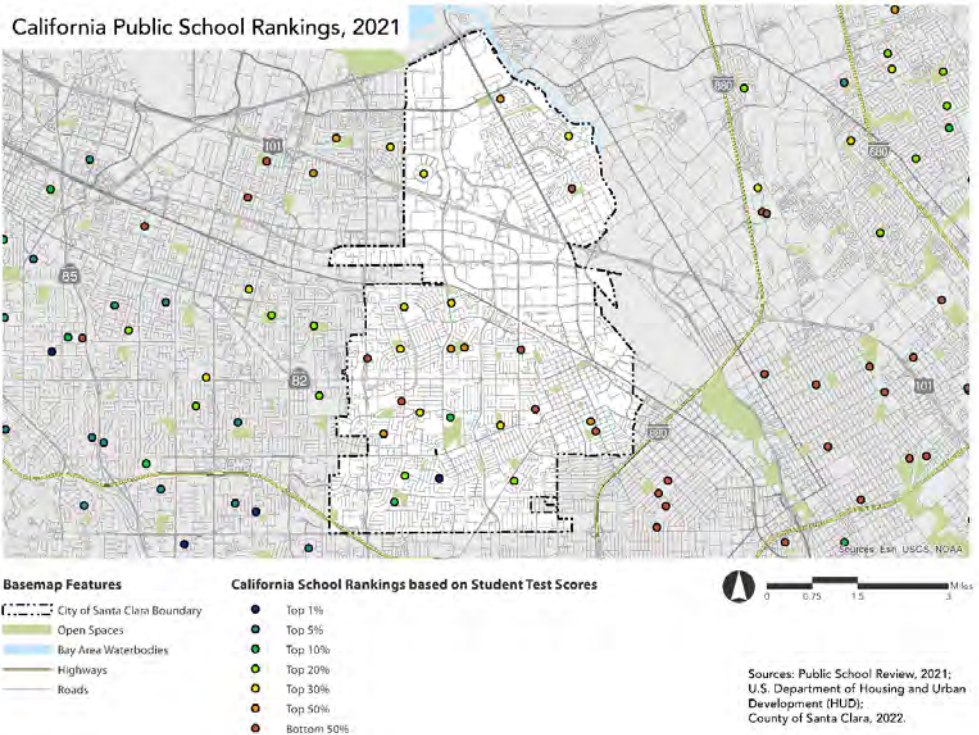 California Public School Rankings, 2021
880
680
101
85
82
101
880
Sources: Esri, USGS, NOAA
Basemap Features
City of Santa Clara Boundary
Open Spaces
Bay Area Waterbodies
Highways
Roads
California School Rankings based on Student Test Scores
Top 1%
Top 5%
Top 10%
Top 20%
Top 30%
Top 50%
Bottom 50%
Miles
0 0.75 1.5 3
Sources: Public School Review, 2021;
U.S. Department of Housing and Urban
Development (HUD);
County of Santa Clara, 2022.